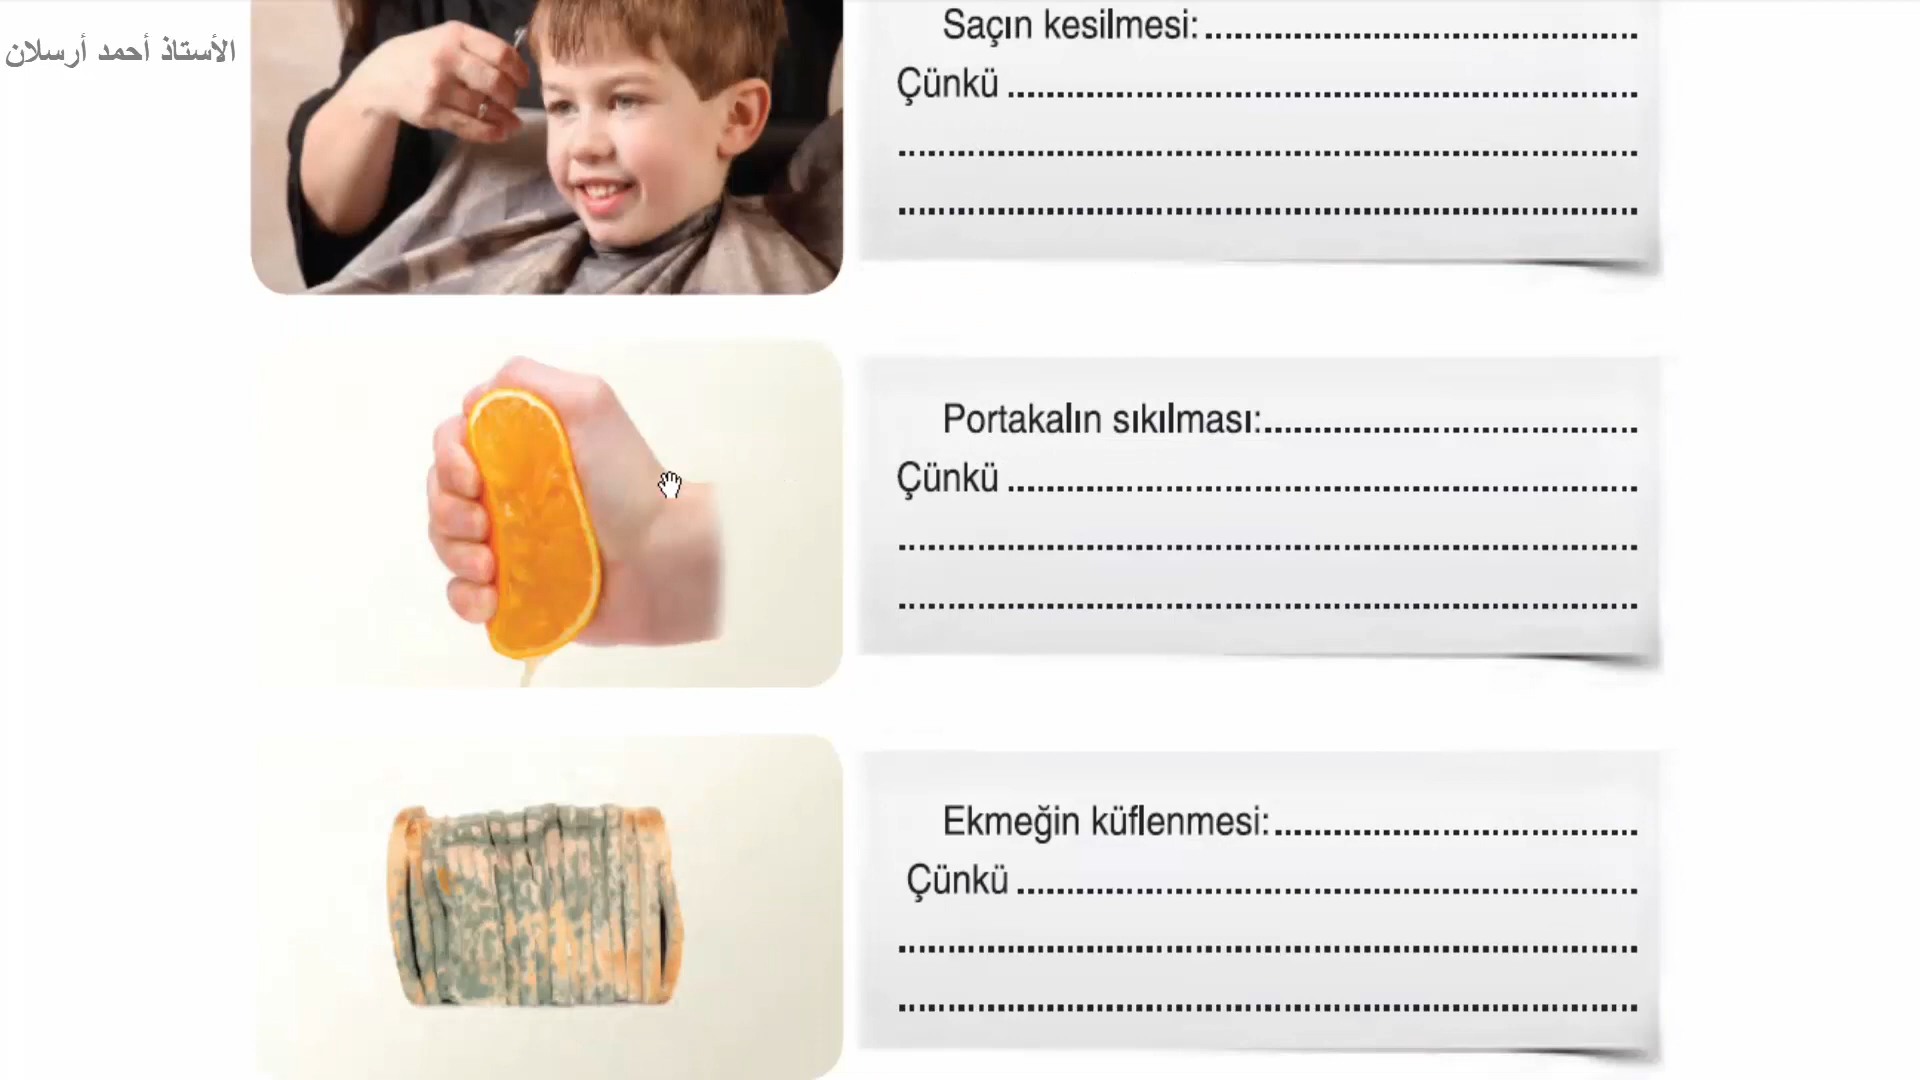 الأستاذ أحمد أرسلان
Saçın kesilmesi:............................................
Çünkü ................................................................
...........................................................................
...........................................................................
Portakalın sıkılması:......................................
Çünkü ................................................................
...........................................................................
...........................................................................
Ekmeğin küflenmesi:.....................................
Çünkü ...............................................................
...........................................................................
...........................................................................